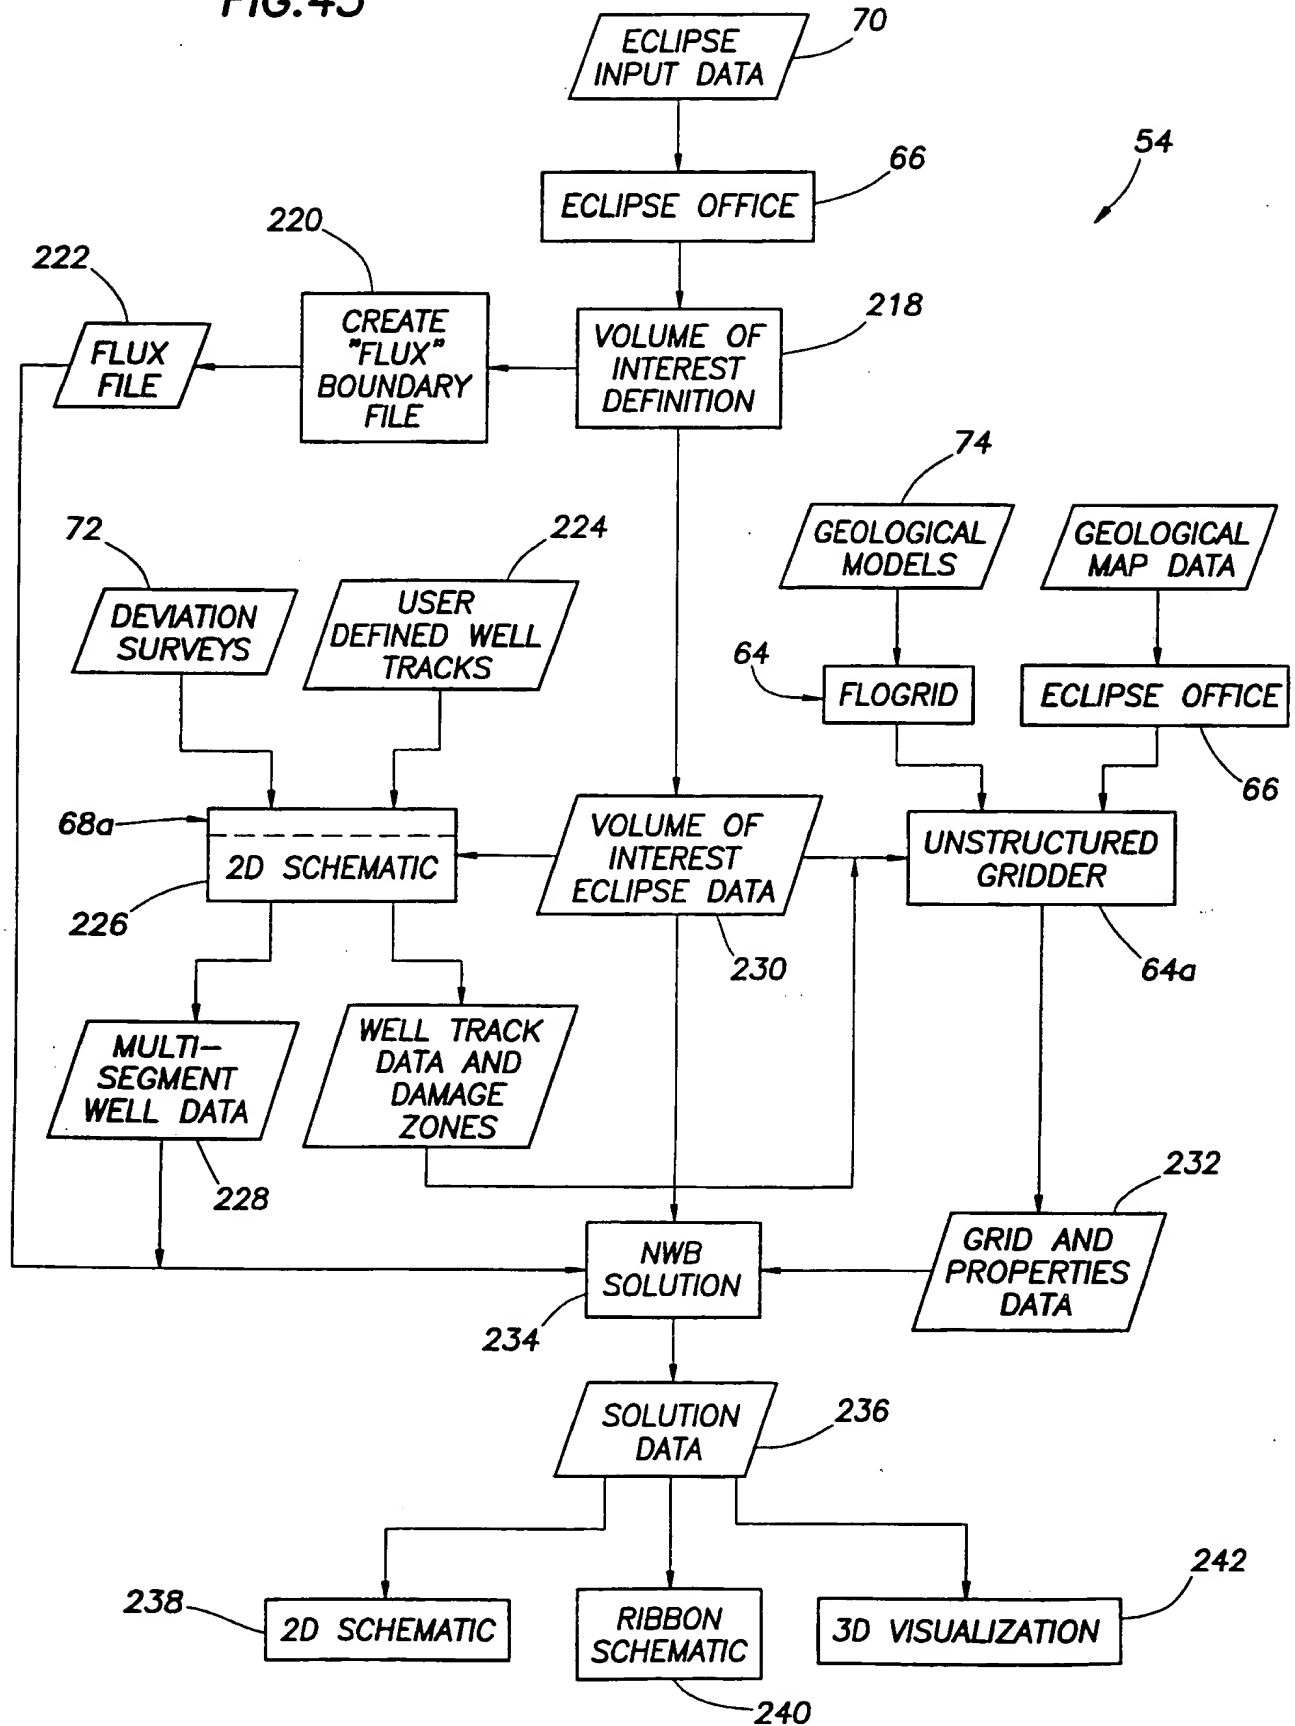 FIG.45
ECLIPSE
INPUT DATA
70
54
ECLIPSE OFFICE
66
220
222
218
FLUX
FILE
CREATE
"FLUX"
BOUNDARY
FILE
VOLUME OF
INTEREST
DEFINITION
74
72
224
GEOLOGICAL
MODELS
GEOLOGICAL
MAP DATA
DEVIATION
SURVEYS
USER
DEFINED WELL
TRACKS
64
FLOGRID
ECLIPSE OFFICE
66
68a
2D SCHEMATIC
226
VOLUME OF
INTEREST
ECLIPSE DATA
230
UNSTRUCTURED
GRIDDER
64a
MULTI-
SEGMENT
WELL DATA
228
WELL TRACK
DATA AND
DAMAGE
ZONES
232
NWB
SOLUTION
234
GRID AND
PROPERTIES
DATA
SOLUTION
DATA
236
238
2D SCHEMATIC
RIBBON
SCHEMATIC
240
3D VISUALIZATION
242